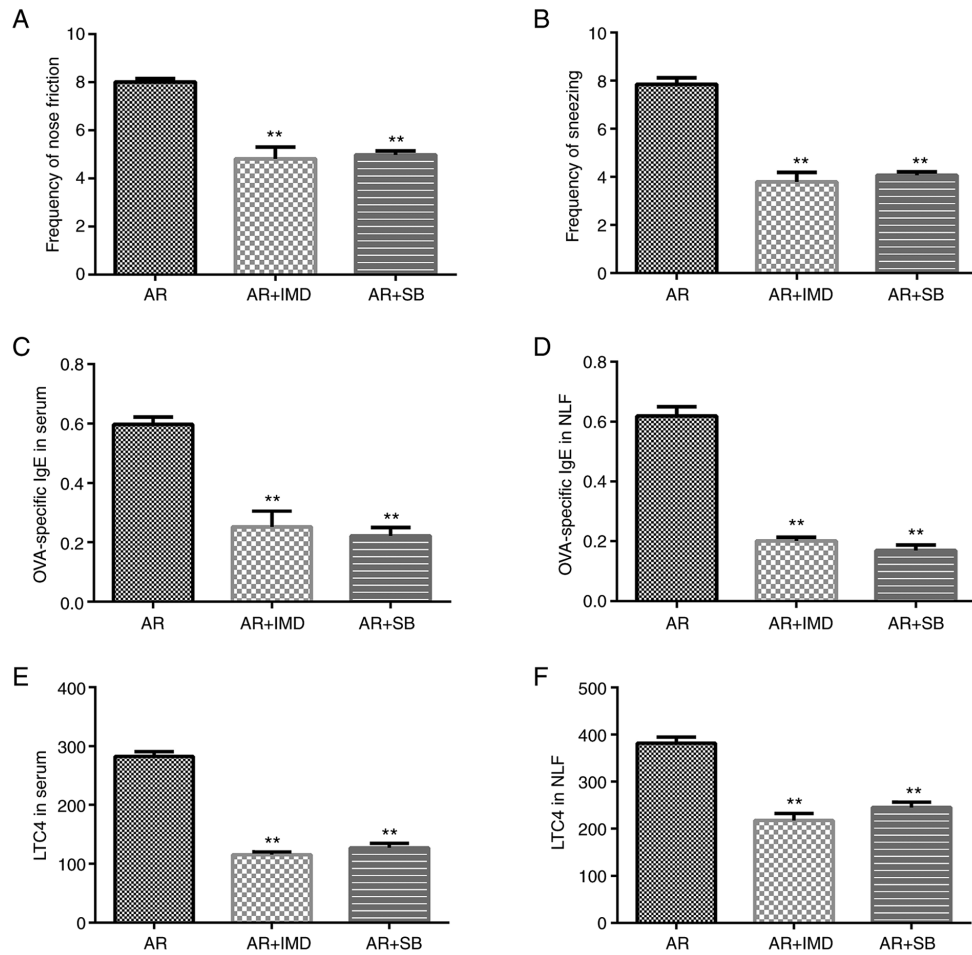 A
Frequency of nose friction
10
8
6
4
2
0
**
**
AR
AR+IMD
AR+SB
B
Frequency of sneezing
10
8
6
4
2
0
**
**
AR
AR+IMD
AR+SB
C
OVA-specific IgE in serum
0.8
0.6
0.4
0.2
0.0
**
**
AR
AR+IMD
AR+SB
D
OVA-specific IgE in NLF
0.8
0.6
0.4
0.2
0.0
**
**
AR
AR+IMD
AR+SB
E
LTC4 in serum
400
300
200
100
0
**
**
AR
AR+IMD
AR+SB
F
LTC4 in NLF
500
400
300
200
100
0
**
**
AR
AR+IMD
AR+SB